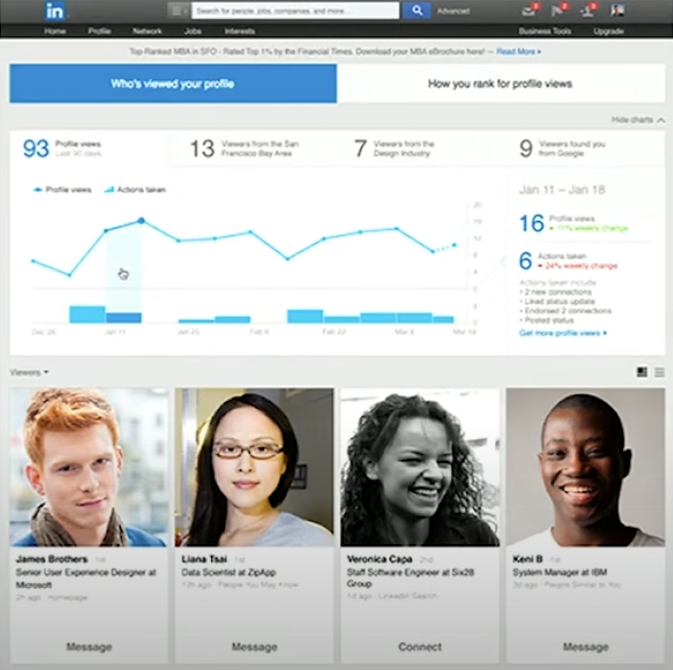 in
Search for people, jobs, companies, and more...
Advanced
Home Profile Network Jobs Interests Business Tools Upgrade
Top-Ranked MBA in SFO - Rated Top 1% by the Financial Times. Download your MBA eBrochure here! — Read More
Who's viewed your profile
How you rank for profile views
Hide charts
93 Profile views
Last 90 days
13 Viewers from the San
Francisco Bay Area
7 Viewers from the
Design Industry
9 Viewers found you
from Google
Profile views Actions taken
Jan 11 – Jan 18
16 Profile views
weekly change
6 Actions taken
24% weekly change
Actions taken include
• 2 new connections
• Liked status update
• Endorsed 2 connections
• Posted status
Get more profile views
20
16
12
8
4
0
Jan 11 Jan 25 Feb 22 Mar 8
Viewers
James Brothers 1st
Senior User Experience Designer at
Microsoft
2h ago · Homepage
Message
Liana Tsai 1st
Data Scientist at ZipApp
12h ago · People You May Know
Message
Veronica Capa 2nd
Staff Software Engineer at Six28
Group
1d ago · LinkedIn Search
Connect
Keni B 1st
System Manager at IBM
3d ago · People Similar to You
Message